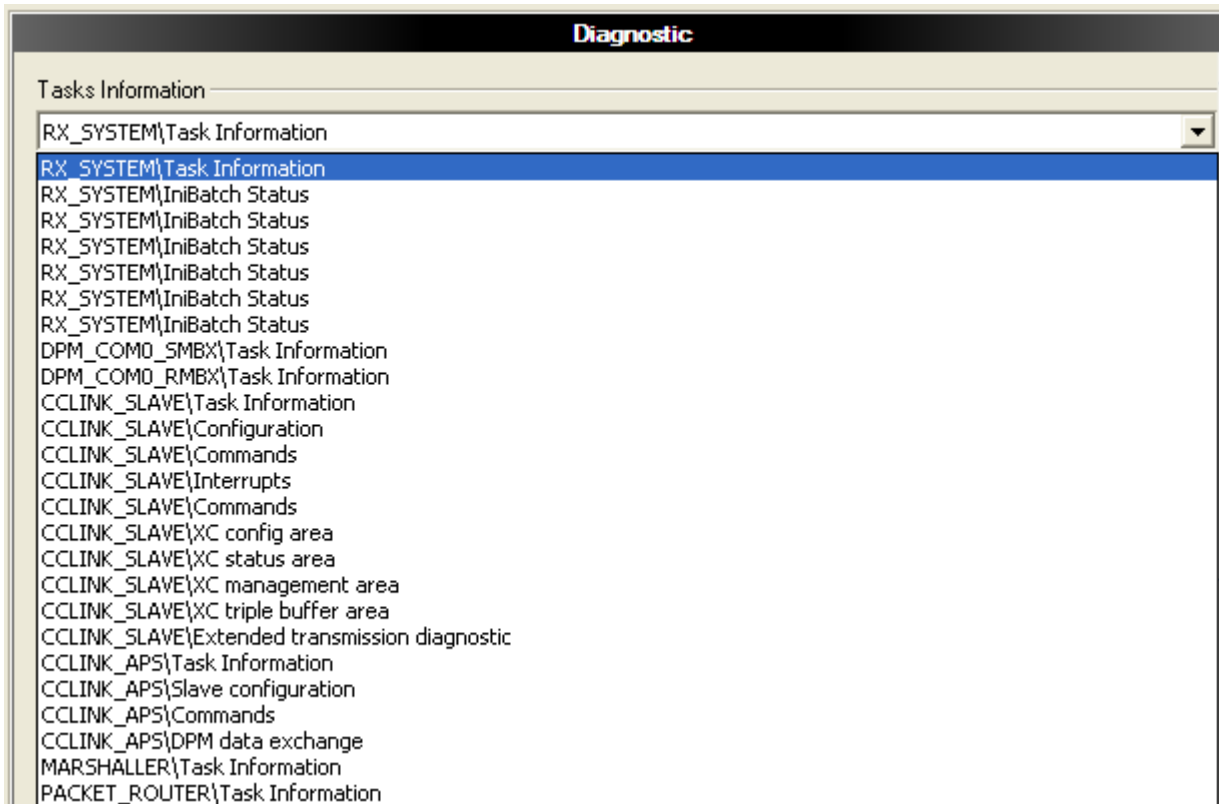 Diagnostic
Tasks Information
RX_SYSTEM\Task Information
RX_SYSTEM\Task Information
RX_SYSTEM\IniBatch Status
RX_SYSTEM\IniBatch Status
RX_SYSTEM\IniBatch Status
RX_SYSTEM\IniBatch Status
RX_SYSTEM\IniBatch Status
RX_SYSTEM\IniBatch Status
DPM_COM0_SMBX\Task Information
DPM_COM0_RMBX\Task Information
CCLINK_SLAVE\Task Information
CCLINK_SLAVE\Configuration
CCLINK_SLAVE\Commands
CCLINK_SLAVE\Interrupts
CCLINK_SLAVE\Commands
CCLINK_SLAVE\XC config area
CCLINK_SLAVE\XC status area
CCLINK_SLAVE\XC management area
CCLINK_SLAVE\XC triple buffer area
CCLINK_SLAVE\Extended transmission diagnostic
CCLINK_APS\Task Information
CCLINK_APS\Slave configuration
CCLINK_APS\Commands
CCLINK_APS\DPM data exchange
MARSHALLER\Task Information
PACKET_ROUTER\Task Information